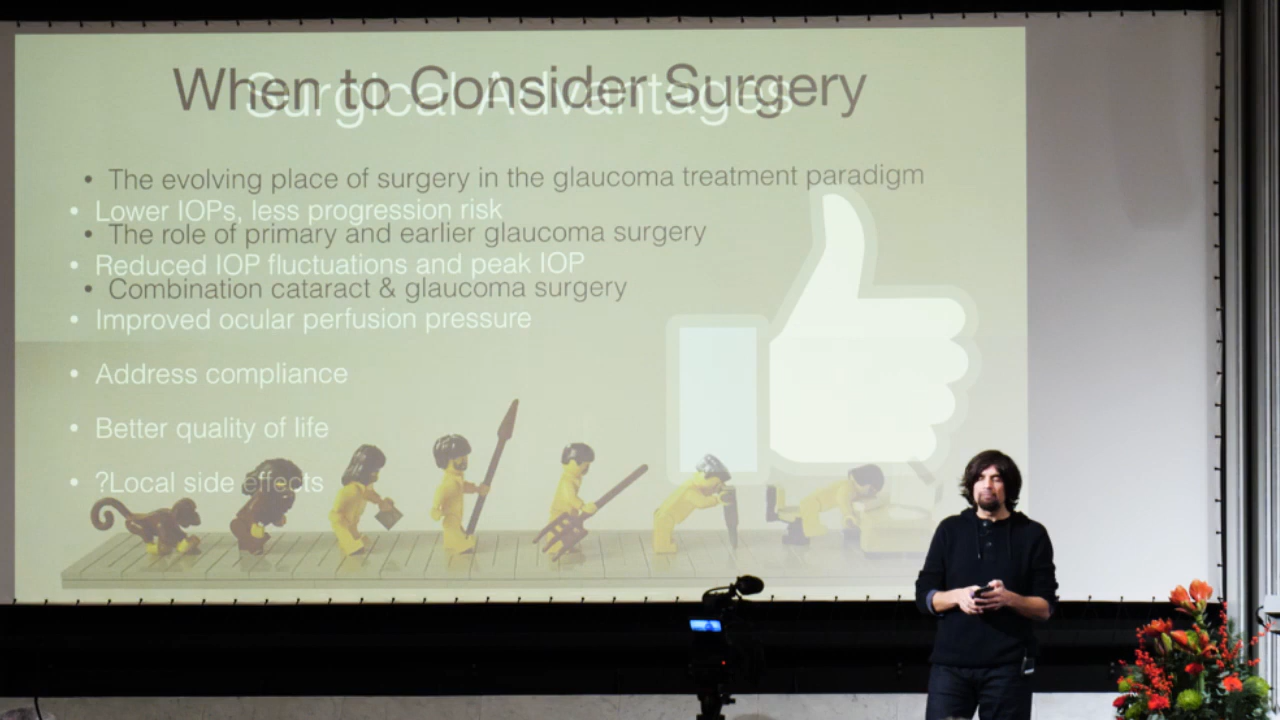 When to Consider Surgery
Surgical Advantages
• The evolving place of surgery in the glaucoma treatment paradigm
• Lower IOPs, less progression risk
• The role of primary and earlier glaucoma surgery
• Reduced IOP fluctuations and peak IOP
• Combination cataract & glaucoma surgery
• Improved ocular perfusion pressure
• Address compliance
• Better quality of life
• ?Local side effects